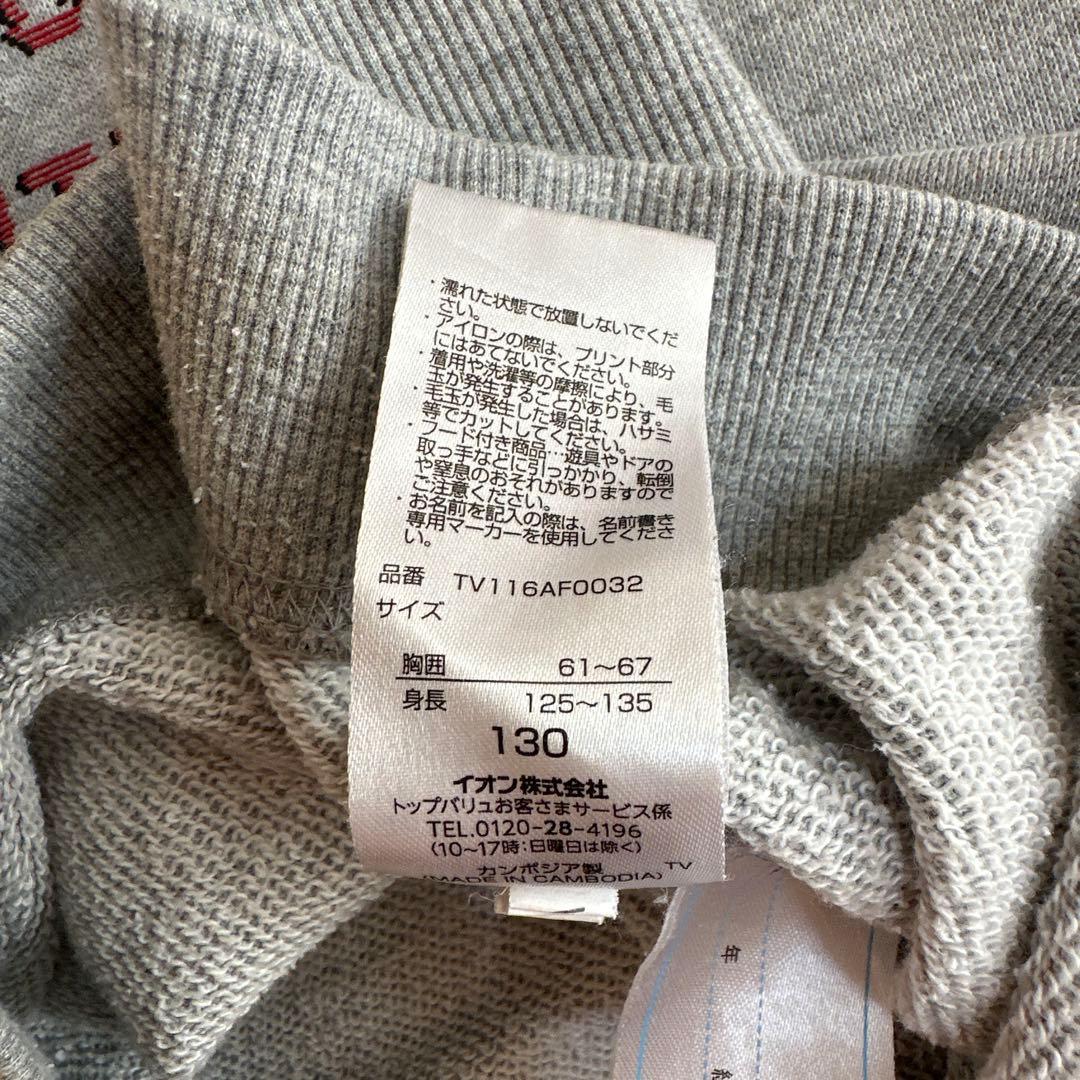 ・濡れた状態で放置しないでくだ
さい。
・アイロンの際は、プリント部分
にはあてないでください。
・着用や洗濯等の摩擦により、毛
玉が発生することがあります。
・毛玉が発生した場合は、ハサミ
等でカットしてください。
・フード付き商品…遊具やドアの
取っ手などに引っかかり、転倒
や窒息のおそれがありますので
ご注意ください。
・お名前を記入の際は、名前書き
専用マーカーを使用してくださ
い。
品番 TV116AF0032
サイズ
胸囲 61〜67
身長 125〜135
130
イオン株式会社
トップバリュお客さまサービス係
TEL.0120-28-4196
(10〜17時:日曜日は除く)
カンボジア製 TV
(MADE IN CAMBODIA)
年